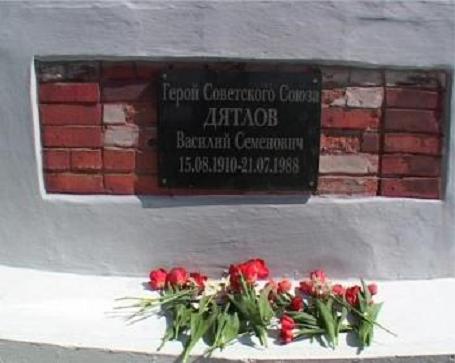 Герой Советского Союза
ДЯТЛОВ
Василий Семенович
15.08.1910-21.07.1988